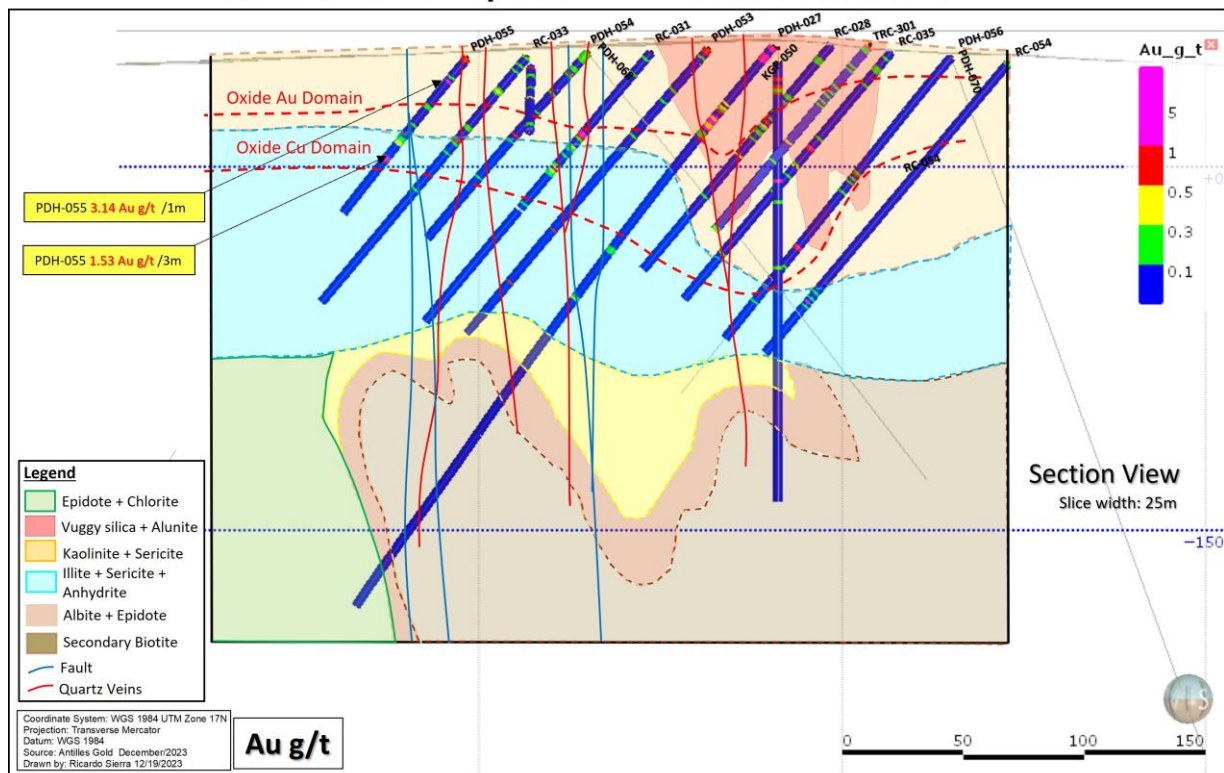 PDH-055
RC-033
PDH-054
PDH-068
RC-031
PDH-053
PDH-027
KGP-050
RC-028
TRC-301
RC-035
PDH-056
PDH-070
RC-054
Au_g_t
5
1
0.5
0.3
0.1
Oxide Au Domain
Oxide Cu Domain
+0
PDH-055 3.14 Au g/t /1m
PDH-055 1.53 Au g/t /3m
Legend
Epidote + Chlorite
Vuggy silica + Alunite
Kaolinite + Sericite
Illite + Sericite +
Anhydrite
Albite + Epidote
Secondary Biotite
Fault
Quartz Veins
Section View
Slice width: 25m
−150
Coordinate System: WGS 1984 UTM Zone 17N
Projection: Transverse Mercator
Datum: WGS 1984
Source: Antilles Gold December/2023
Drawn by: Ricardo Sierra 12/19/2023
Au g/t
0
50
100
150